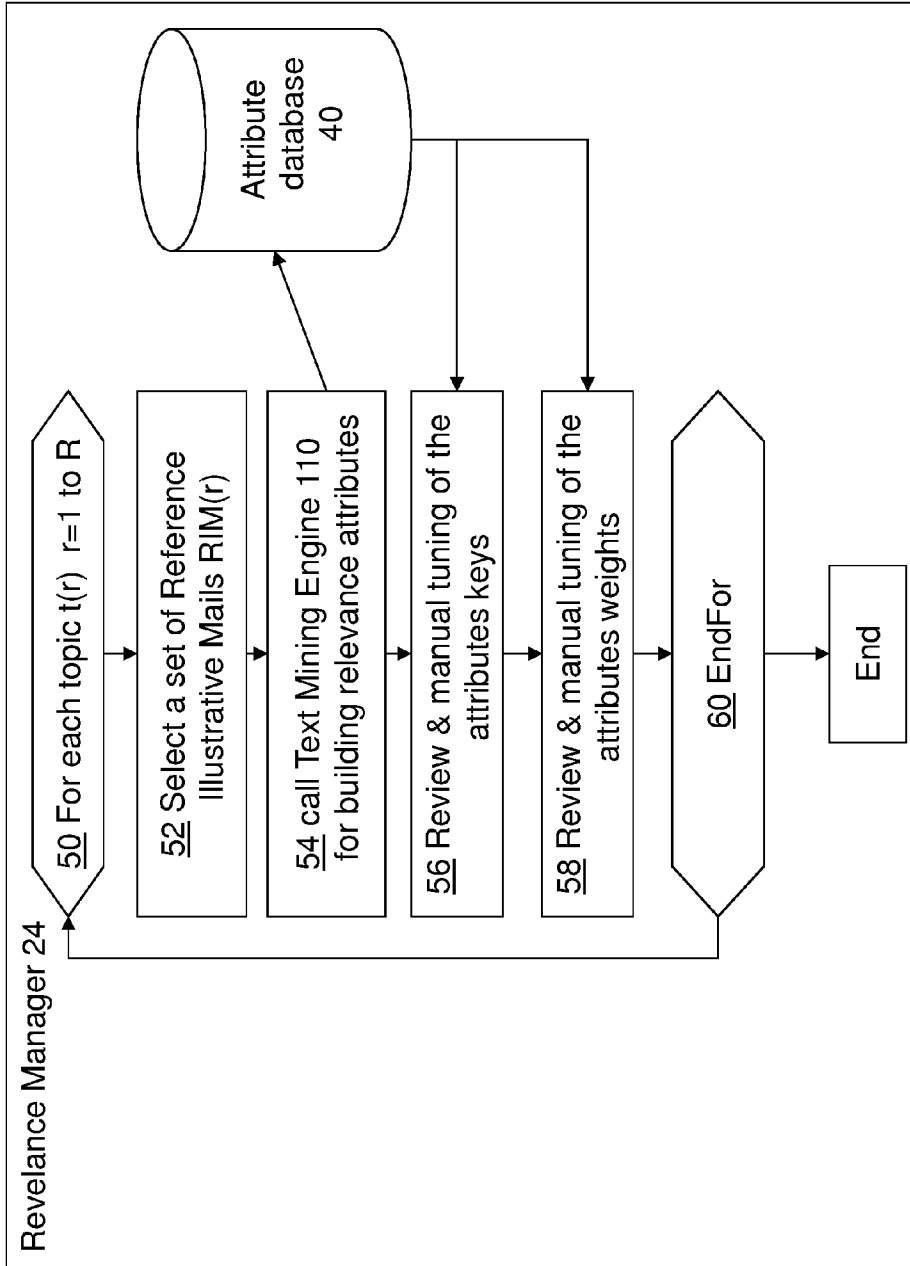 Revelance Manager 24
50 For each topic t(r) r=1 to R
52 Select a set of Reference
Illustrative Mails RIM(r)
54 call Text Mining Engine 110
for building relevance attributes
56 Review & manual tuning of the
attributes keys
58 Review & manual tuning of the
attributes weights
60 EndFor
End
Attribute
database
40